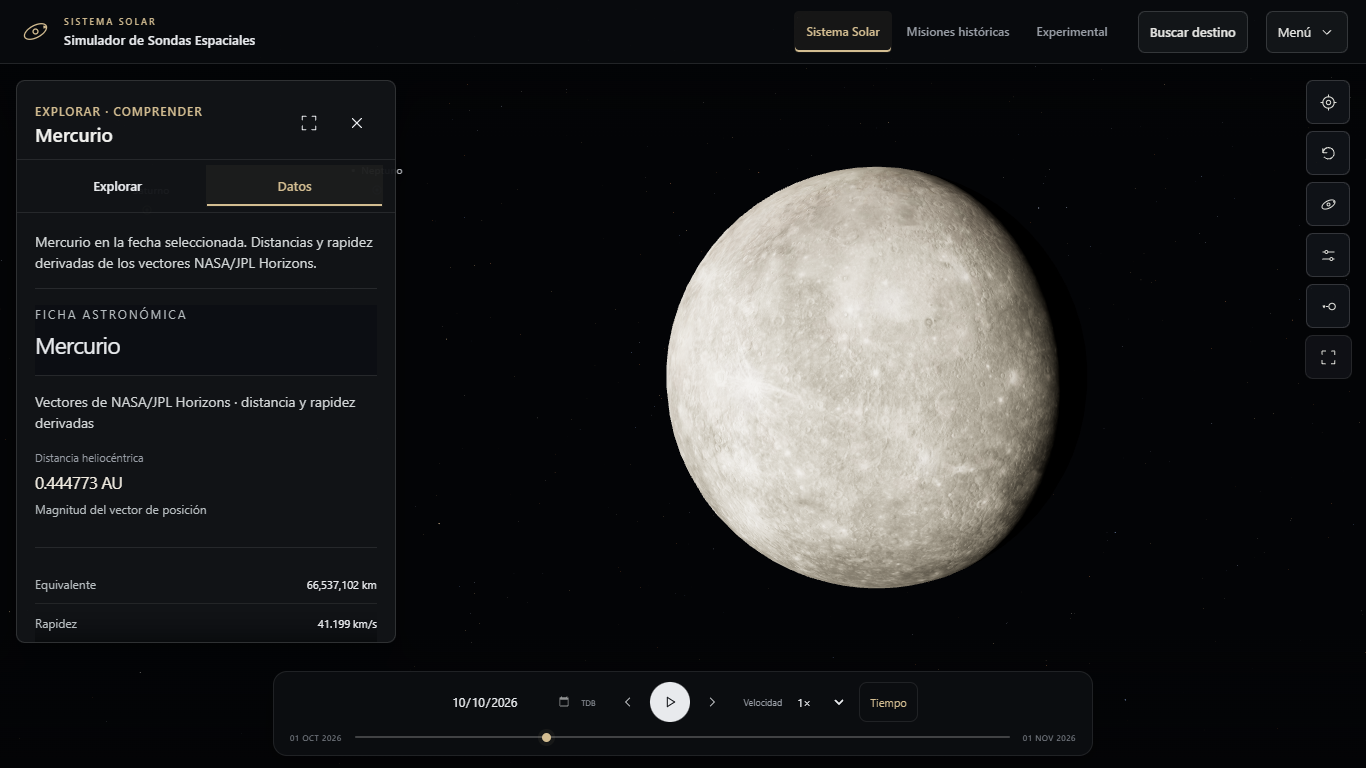 SISTEMA SOLAR
Simulador de Sondas Espaciales
Sistema Solar
Misiones históricas
Experimental
Buscar destino
Menú
EXPLORAR · COMPRENDER
Mercurio
Explorar
Datos
Mercurio en la fecha seleccionada. Distancias y rapidez
derivadas de los vectores NASA/JPL Horizons.
FICHA ASTRONÓMICA
Mercurio
Vectores de NASA/JPL Horizons · distancia y rapidez
derivadas
Distancia heliocéntrica
0.444773 AU
Magnitud del vector de posición
Equivalente 66,537,102 km
Rapidez 41.199 km/s
10/10/2026 TDB Velocidad 1× Tiempo
01 OCT 2026 01 NOV 2026